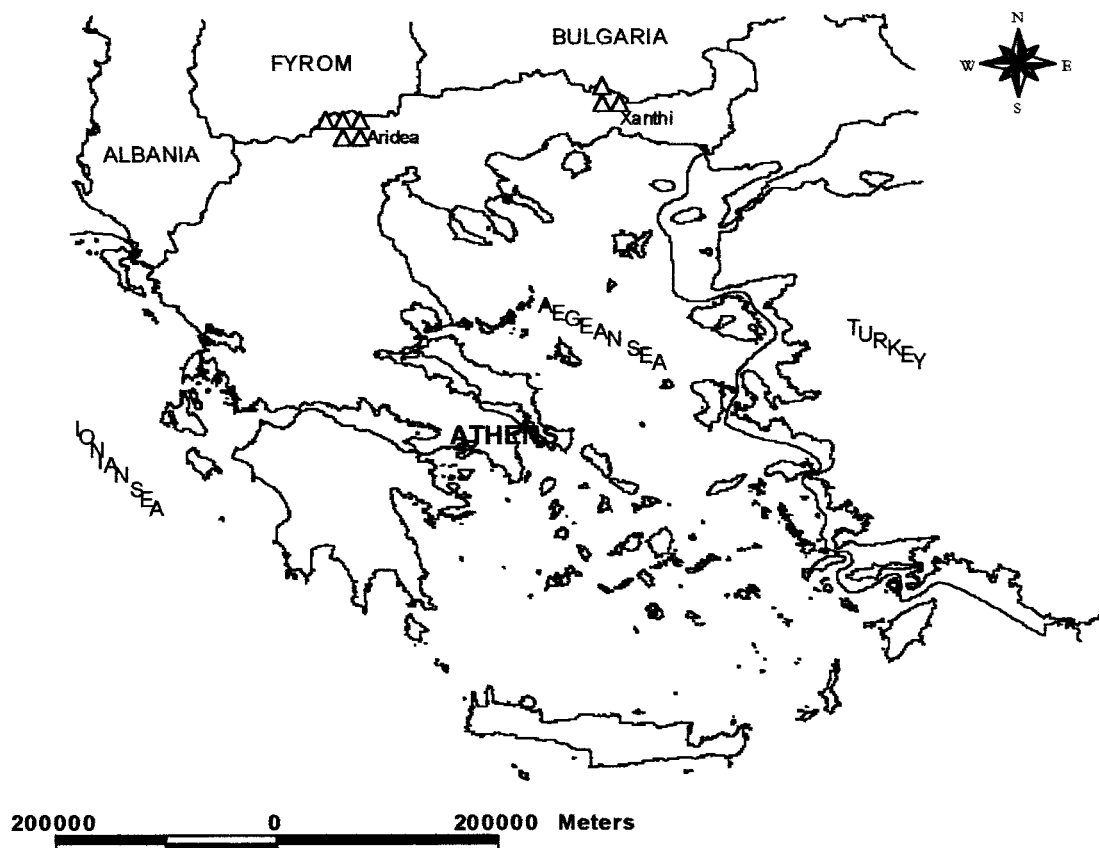 N
BULGARIA
FYROM
W E
S
Xanthi
Aridea
ALBANIA
AEGEAN SEA
TURKEY
ATHENS
IONIAN SEA
200000 0 200000 Meters